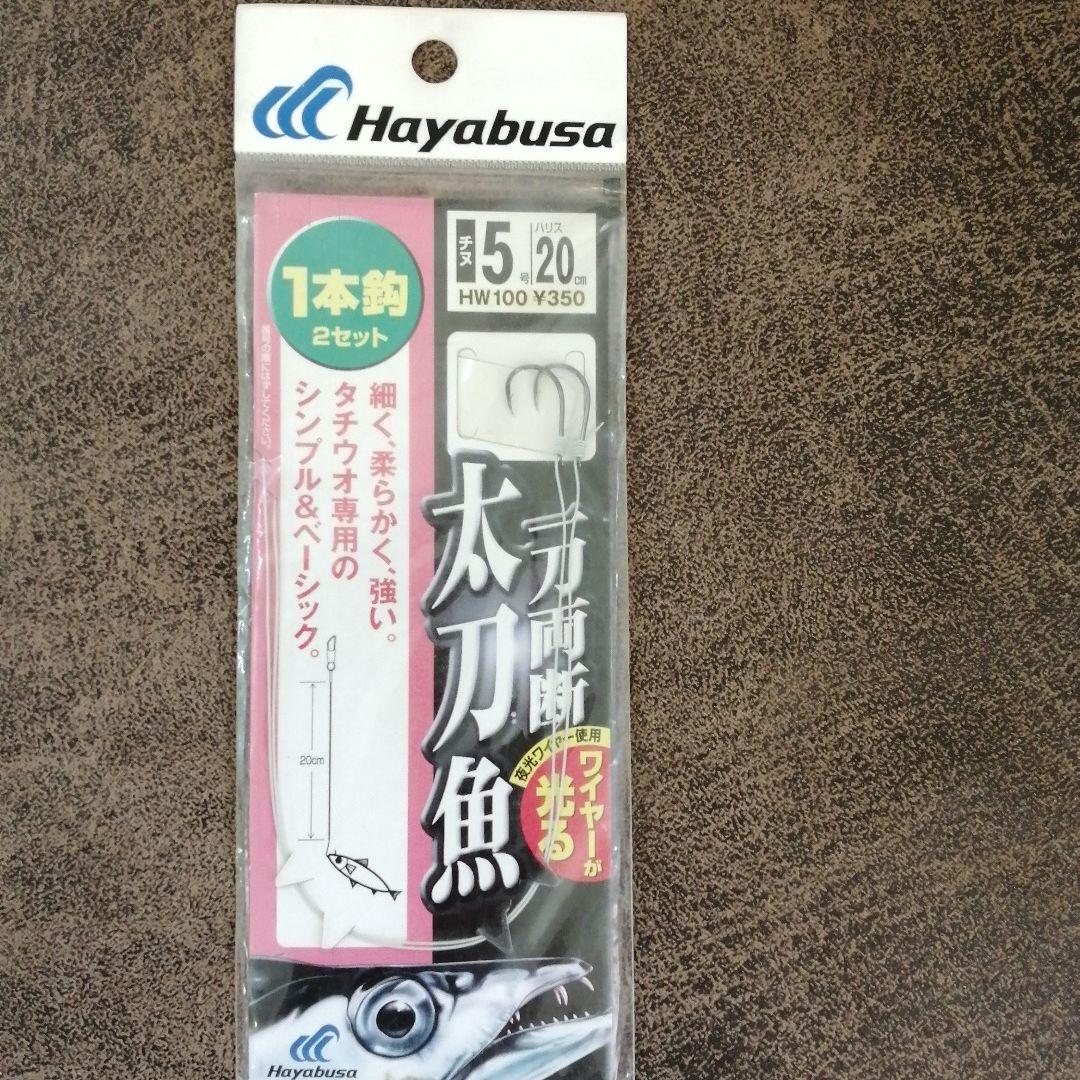 Hayabusa
1本鈎
2セット
チヌ
5号
ハリス
20cm
HW100 ¥350
細く、柔らかく、強い。
タチウオ専用の
シンプル&ベーシック。
一刀両断
太刀魚
夜光ワイヤー使用
ワイヤーが
光る
20cm
Hayabusa